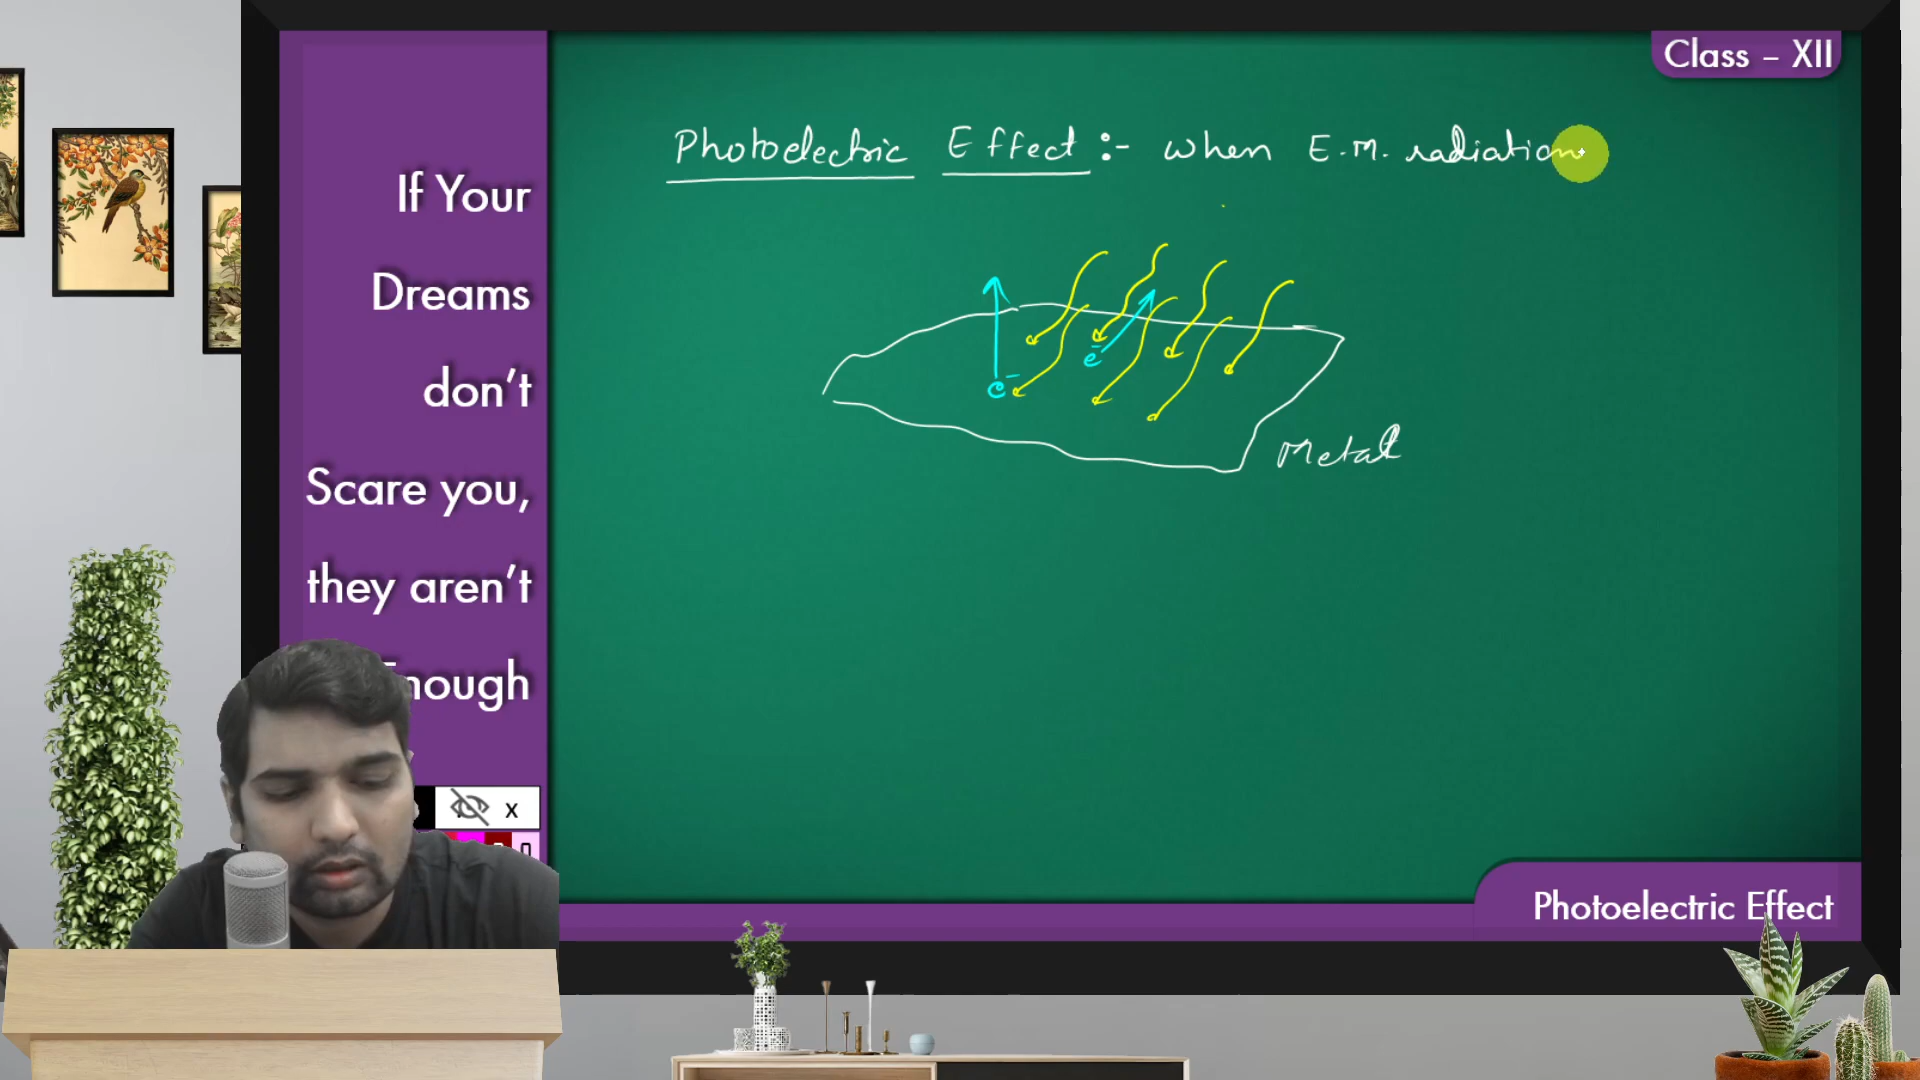 Class – XII
Photoelectric Effect :- when E.M. radiation
If Your
Dreams
don't
Scare you,
they aren't
nough
e⁻
e⁻
Metal
x
Photoelectric Effect